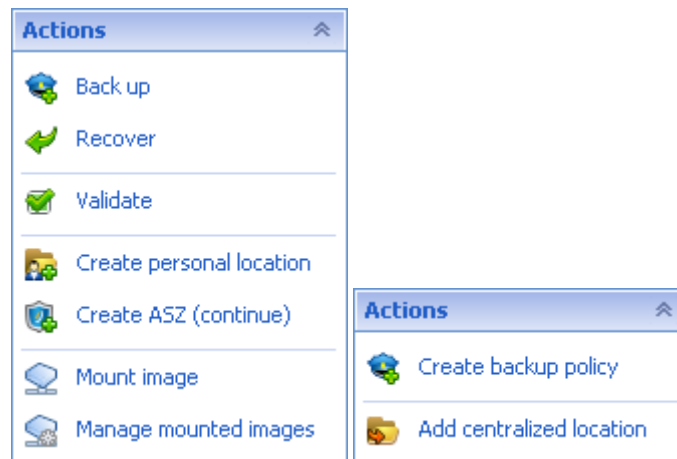 Actions
Back up
Recover
Validate
Create personal location
Create ASZ (continue)
Mount image
Manage mounted images
Actions
Create backup policy
Add centralized location